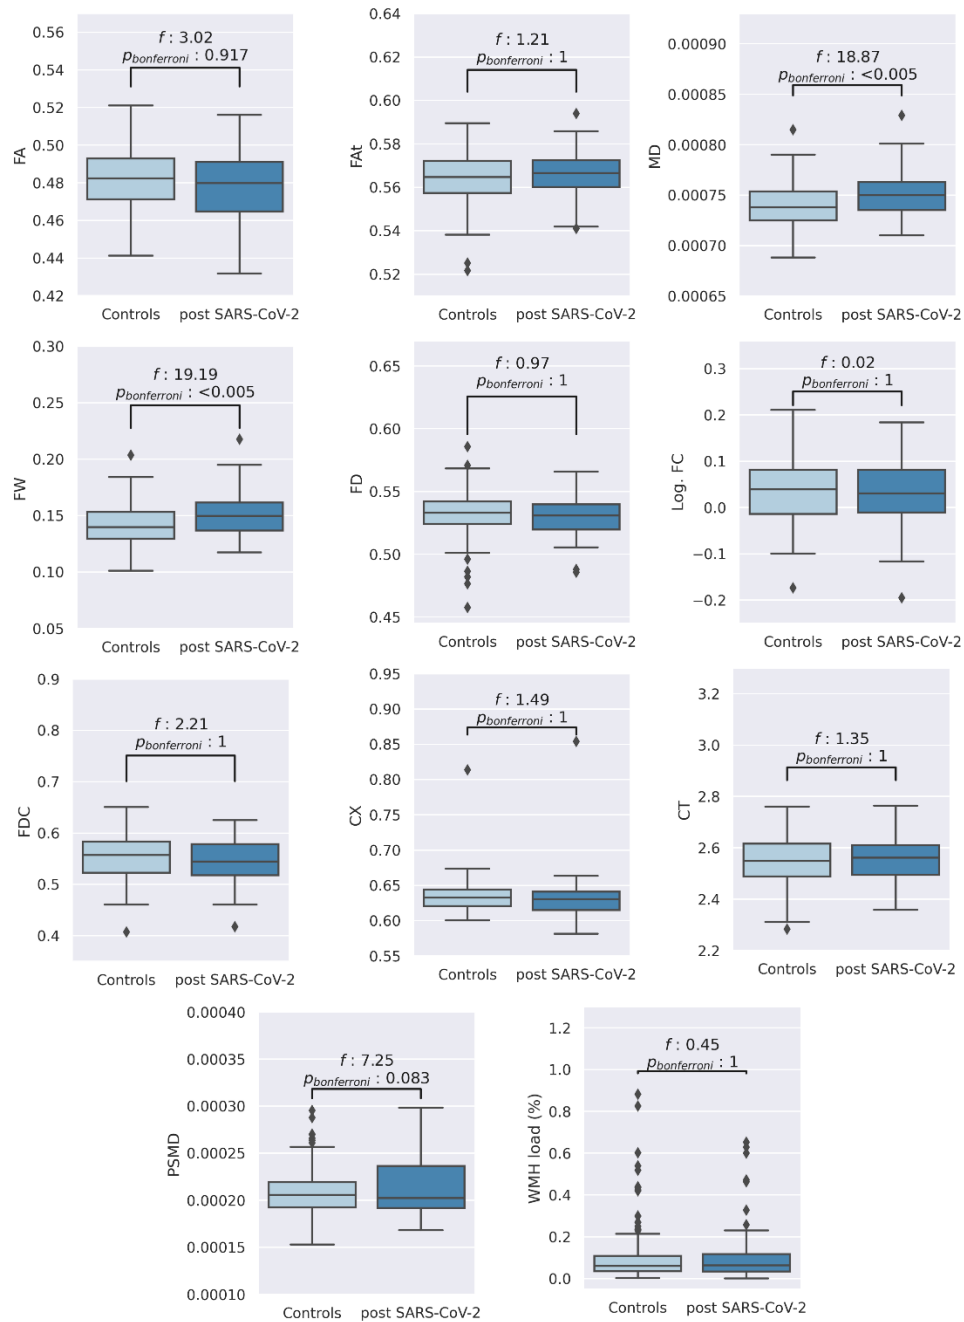 0.56
0.54
0.52
0.50
0.48
0.46
0.44
0.42
FA
f : 3.02
p_bonferroni : 0.917
Controls post SARS-CoV-2
0.64
0.62
0.60
0.58
0.56
0.54
0.52
FAt
f : 1.21
p_bonferroni : 1
Controls post SARS-CoV-2
0.00090
0.00085
0.00080
0.00075
0.00070
0.00065
MD
f : 18.87
p_bonferroni : <0.005
Controls post SARS-CoV-2
0.30
0.25
0.20
0.15
0.10
0.05
FW
f : 19.19
p_bonferroni : <0.005
Controls post SARS-CoV-2
0.65
0.60
0.55
0.50
0.45
FD
f : 0.97
p_bonferroni : 1
Controls post SARS-CoV-2
0.3
0.2
0.1
0.0
−0.1
−0.2
Log. FC
f : 0.02
p_bonferroni : 1
Controls post SARS-CoV-2
0.9
0.8
0.7
0.6
0.5
0.4
FDC
f : 2.21
p_bonferroni : 1
Controls post SARS-CoV-2
0.95
0.90
0.85
0.80
0.75
0.70
0.65
0.60
0.55
CX
f : 1.49
p_bonferroni : 1
Controls post SARS-CoV-2
3.2
3.0
2.8
2.6
2.4
2.2
CT
f : 1.35
p_bonferroni : 1
Controls post SARS-CoV-2
0.00040
0.00035
0.00030
0.00025
0.00020
0.00015
0.00010
PSMD
f : 7.25
p_bonferroni : 0.083
Controls post SARS-CoV-2
1.2
1.0
0.8
0.6
0.4
0.2
0.0
WMH load (%)
f : 0.45
p_bonferroni : 1
Controls post SARS-CoV-2